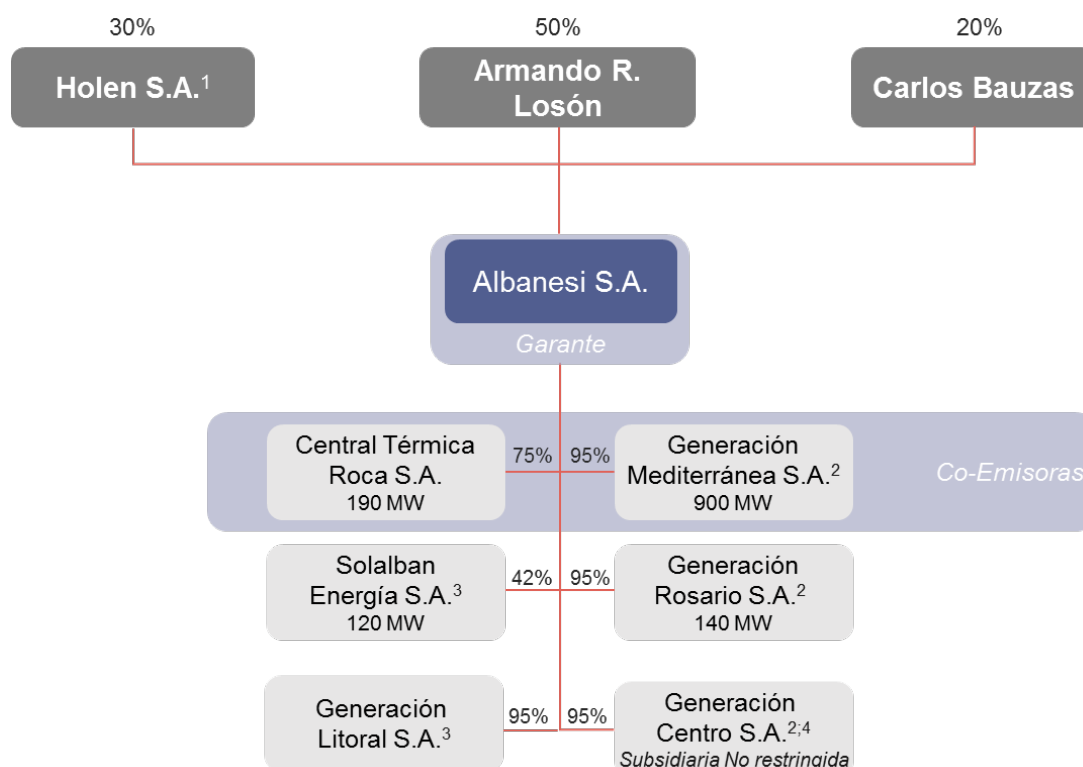 30%
50%
20%
Holen S.A.¹
Armando R.
Losón
Carlos Bauzas
Albanesi S.A.
Garante
Central Térmica
Roca S.A.
190 MW
75%
95%
Generación
Mediterránea S.A.²
900 MW
Co-Emisoras
Solalban
Energía S.A.³
120 MW
42%
95%
Generación
Rosario S.A.²
140 MW
Generación
Litoral S.A.³
95%
95%
Generación
Centro S.A.²;⁴
Subsidiaria No restringida